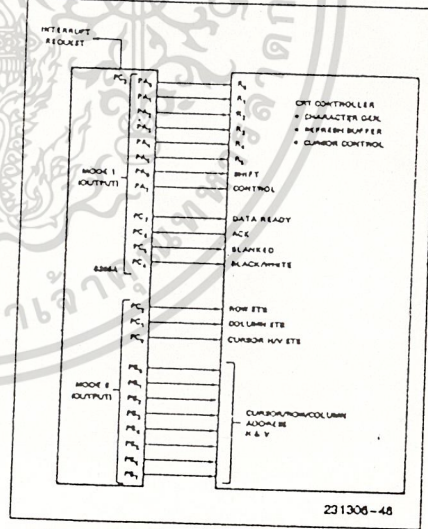 INTERRUPT
REQUEST
PC3
PA0
PA1
PA2
PA3
PA4
PA5
PA6
PA7
R0
R1
R2
R3
R4
R5
SHIFT
CONTROL
CRT CONTROLLER
• CHARACTER GEN.
• REFRESH BUFFER
• CURSOR CONTROL
MODE 1
(OUTPUT)
PC7
PC6
PC5
PC4
DATA READY
ACK
BLANKED
BLACK/WHITE
8255A
PC2
PC1
PC0
ROW STB
COLUMN STB
CURSOR H/V STB
MODE 0
(OUTPUT)
PB0
PB1
PB2
PB3
PB4
PB5
PB6
PB7
CURSOR/ROW/COLUMN
ADDRESS
H & V
231308-46